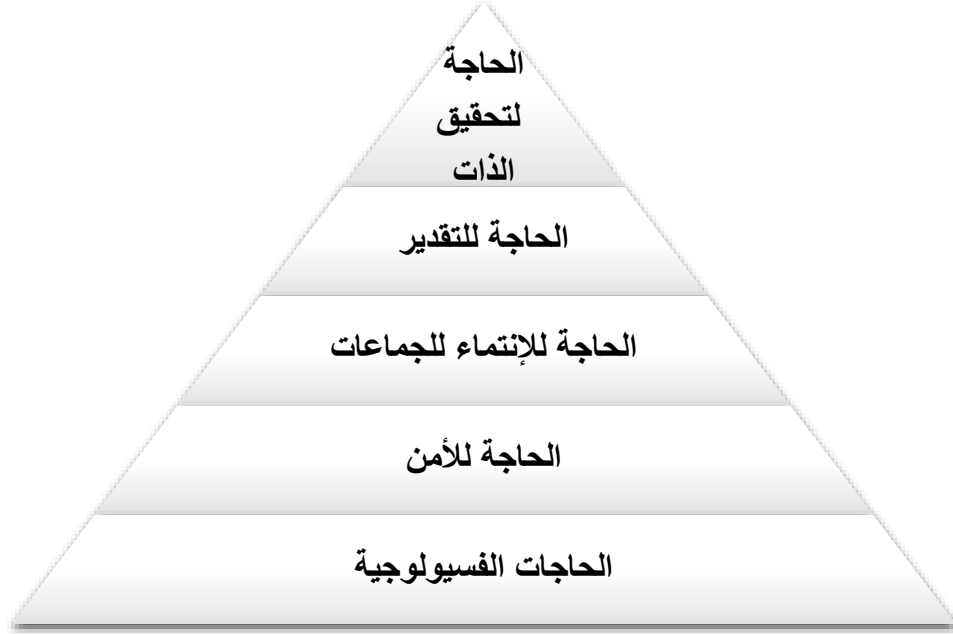 الحاجة
لتحقيق
الذات
الحاجة للتقدير
الحاجة للإنتماء للجماعات
الحاجة للأمن
الحاجات الفسيولوجية